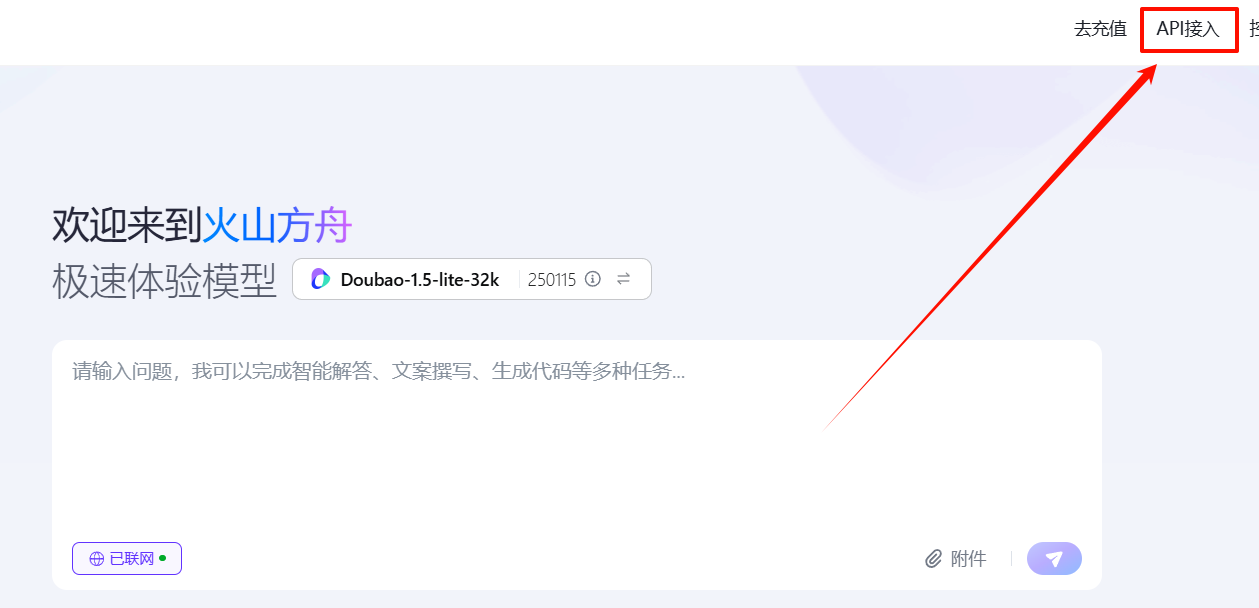 去充值 API接入
欢迎来到火山方舟
极速体验模型 Doubao-1.5-lite-32k 250115
请输入问题，我可以完成智能解答、文案撰写、生成代码等多种任务...
已联网 附件